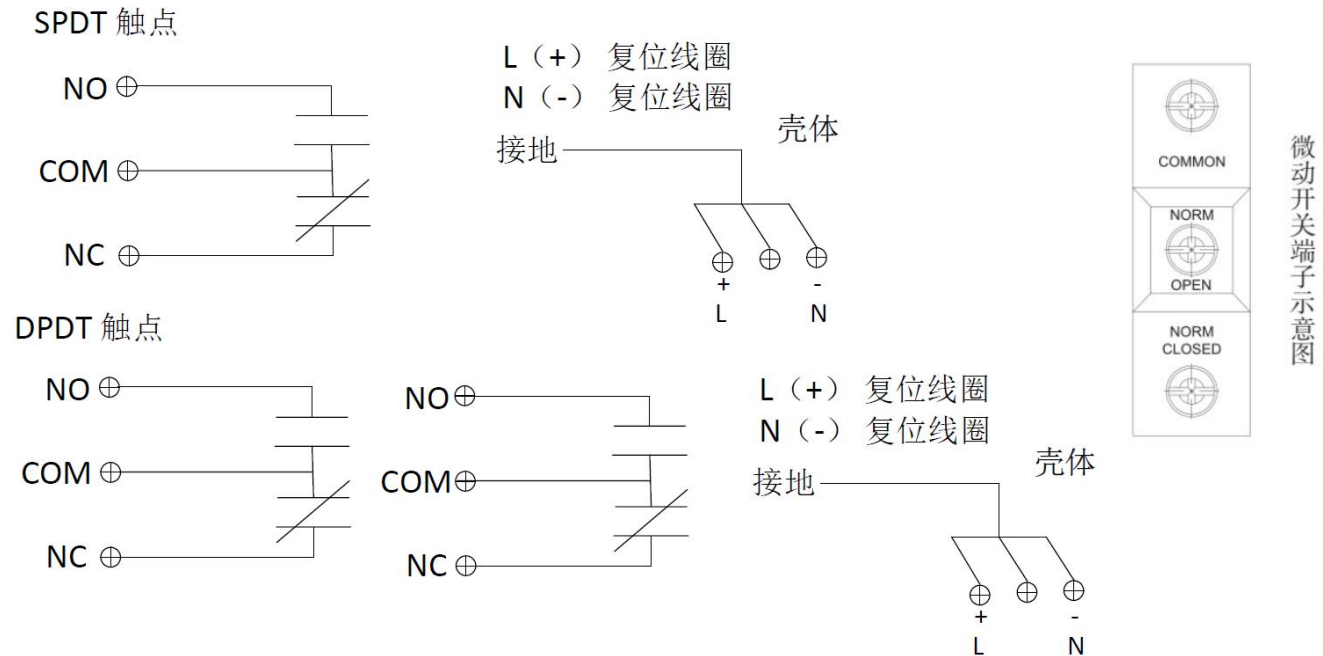 SPDT 触点
NO
COM
NC
L（+） 复位线圈
N（-） 复位线圈
接地
壳体
+
-
L
N
DPDT 触点
NO
COM
NC
NO
COM
NC
L（+） 复位线圈
N（-） 复位线圈
接地
壳体
+
-
L
N
COMMON
NORM
OPEN
NORM
CLOSED
微动开关端子示意图